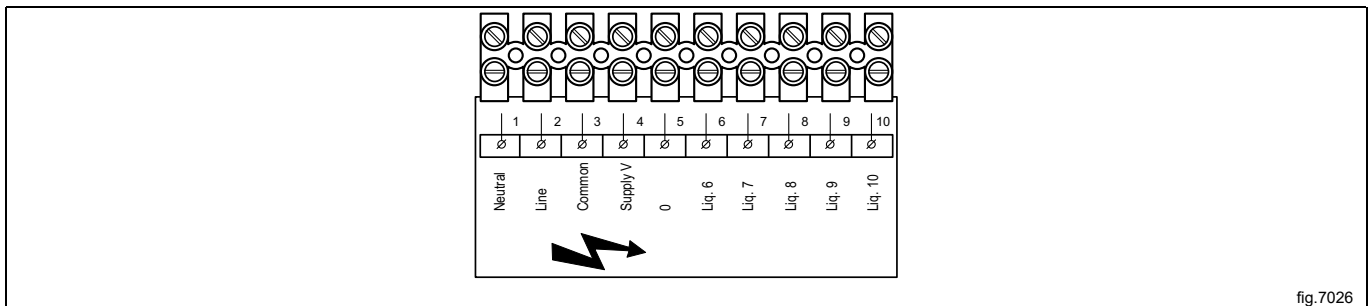 1 2 3 4 5 6 7 8 9 10
Neutral Line Common Supply V 0 Liq. 6 Liq. 7 Liq. 8 Liq. 9 Liq. 10
fig.7026